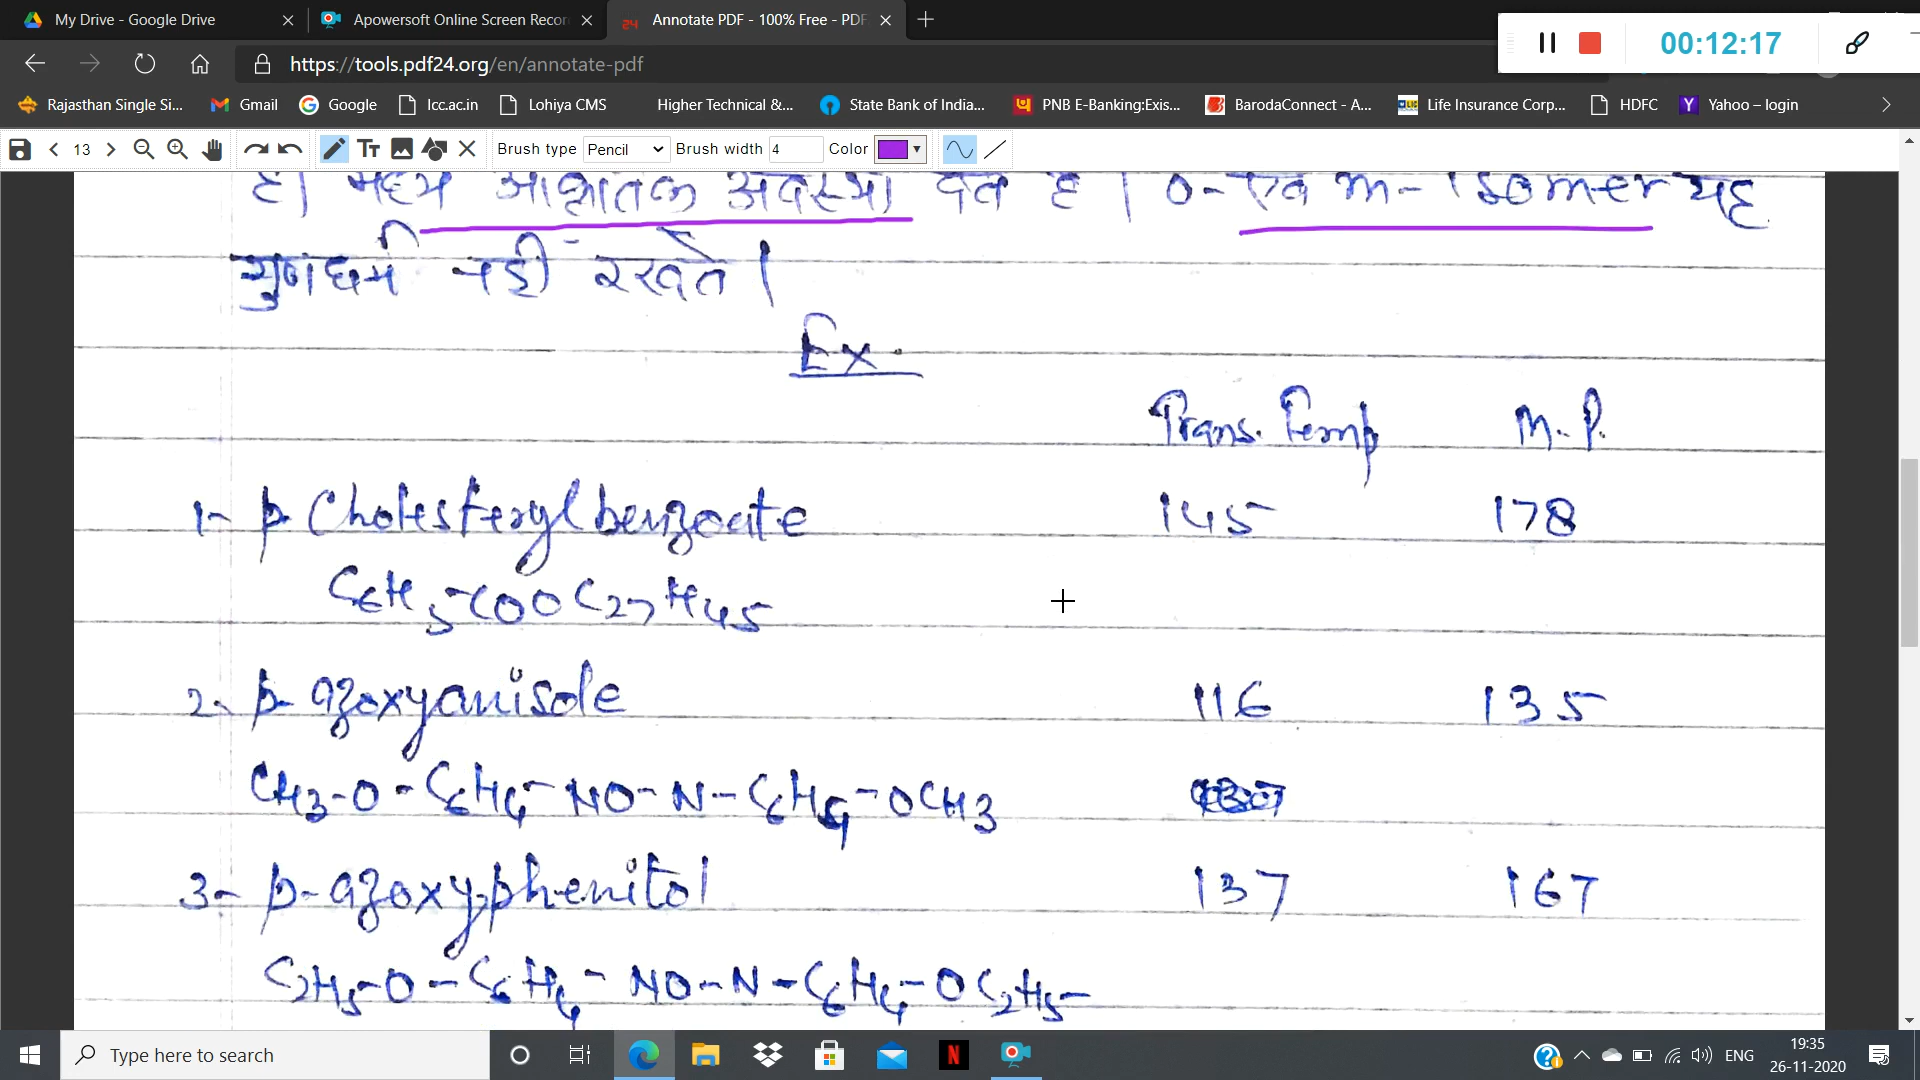 My Drive - Google Drive
Apowersoft Online Screen Recor
Annotate PDF - 100% Free - PDF
00:12:17
https://tools.pdf24.org/en/annotate-pdf
Rajasthan Single Si...
Gmail
Google
lcc.ac.in
Lohiya CMS
Higher Technical &...
State Bank of India...
PNB E-Banking:Exis...
BarodaConnect - A...
Life Insurance Corp...
HDFC
Yahoo – login
13
Brush type Pencil Brush width 4 Color
है। मध्य आशांतिक अवस्था देते है । o- एवं m- Isomer यह
गुणधर्म नही रखते ।
Ex.
Trans. Temp M.P.
1- p Cholesterylbenzoate 145 178
C6H5-COOC27H45
2- p- azoxyanisole 116 135
CH3-O-C6H4-NO-N-C6H4-OCH3
3- p-azoxyphenitol 137 167
C2H5-O-C6H4-NO-N-C6H4-OC2H5-
Type here to search
ENG
19:35
26-11-2020